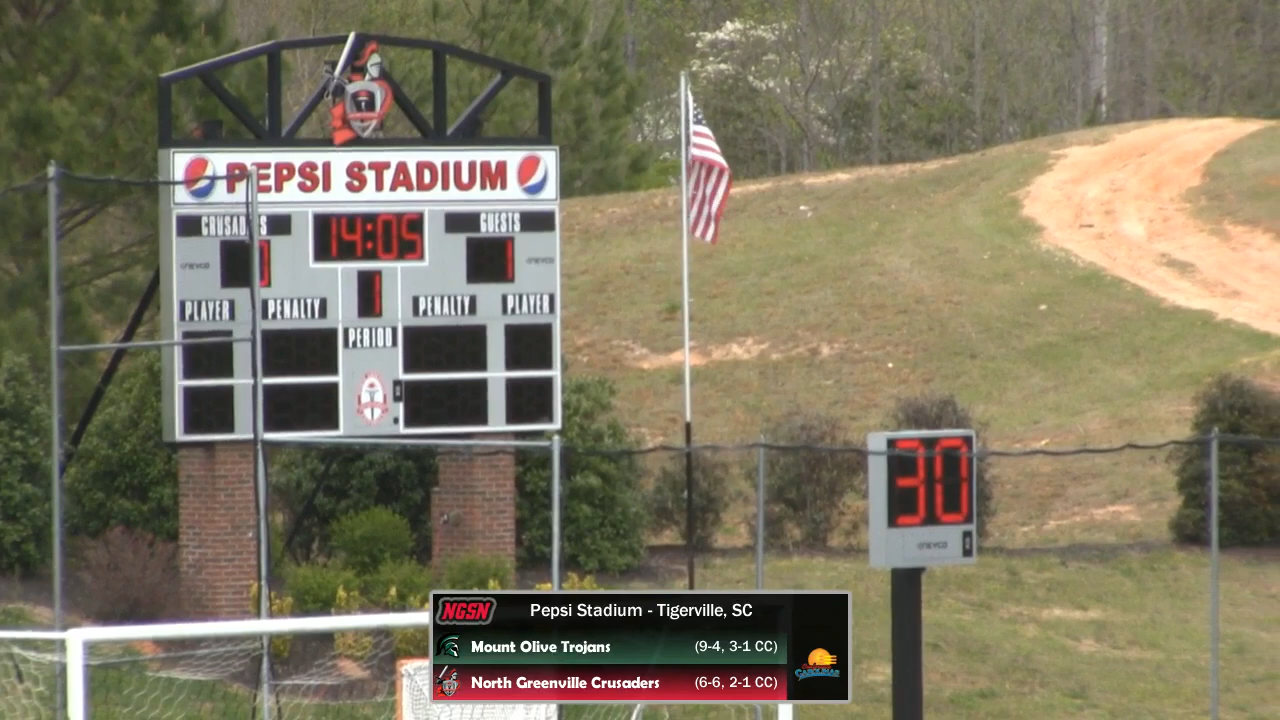 PEPSI STADIUM
CRUSADERS 14:05 GUESTS
1
1
PLAYER PENALTY PENALTY PLAYER
PERIOD
30
NEVCO
NGSN Pepsi Stadium - Tigerville, SC
Mount Olive Trojans (9-4, 3-1 CC)
North Greenville Crusaders (6-6, 2-1 CC)